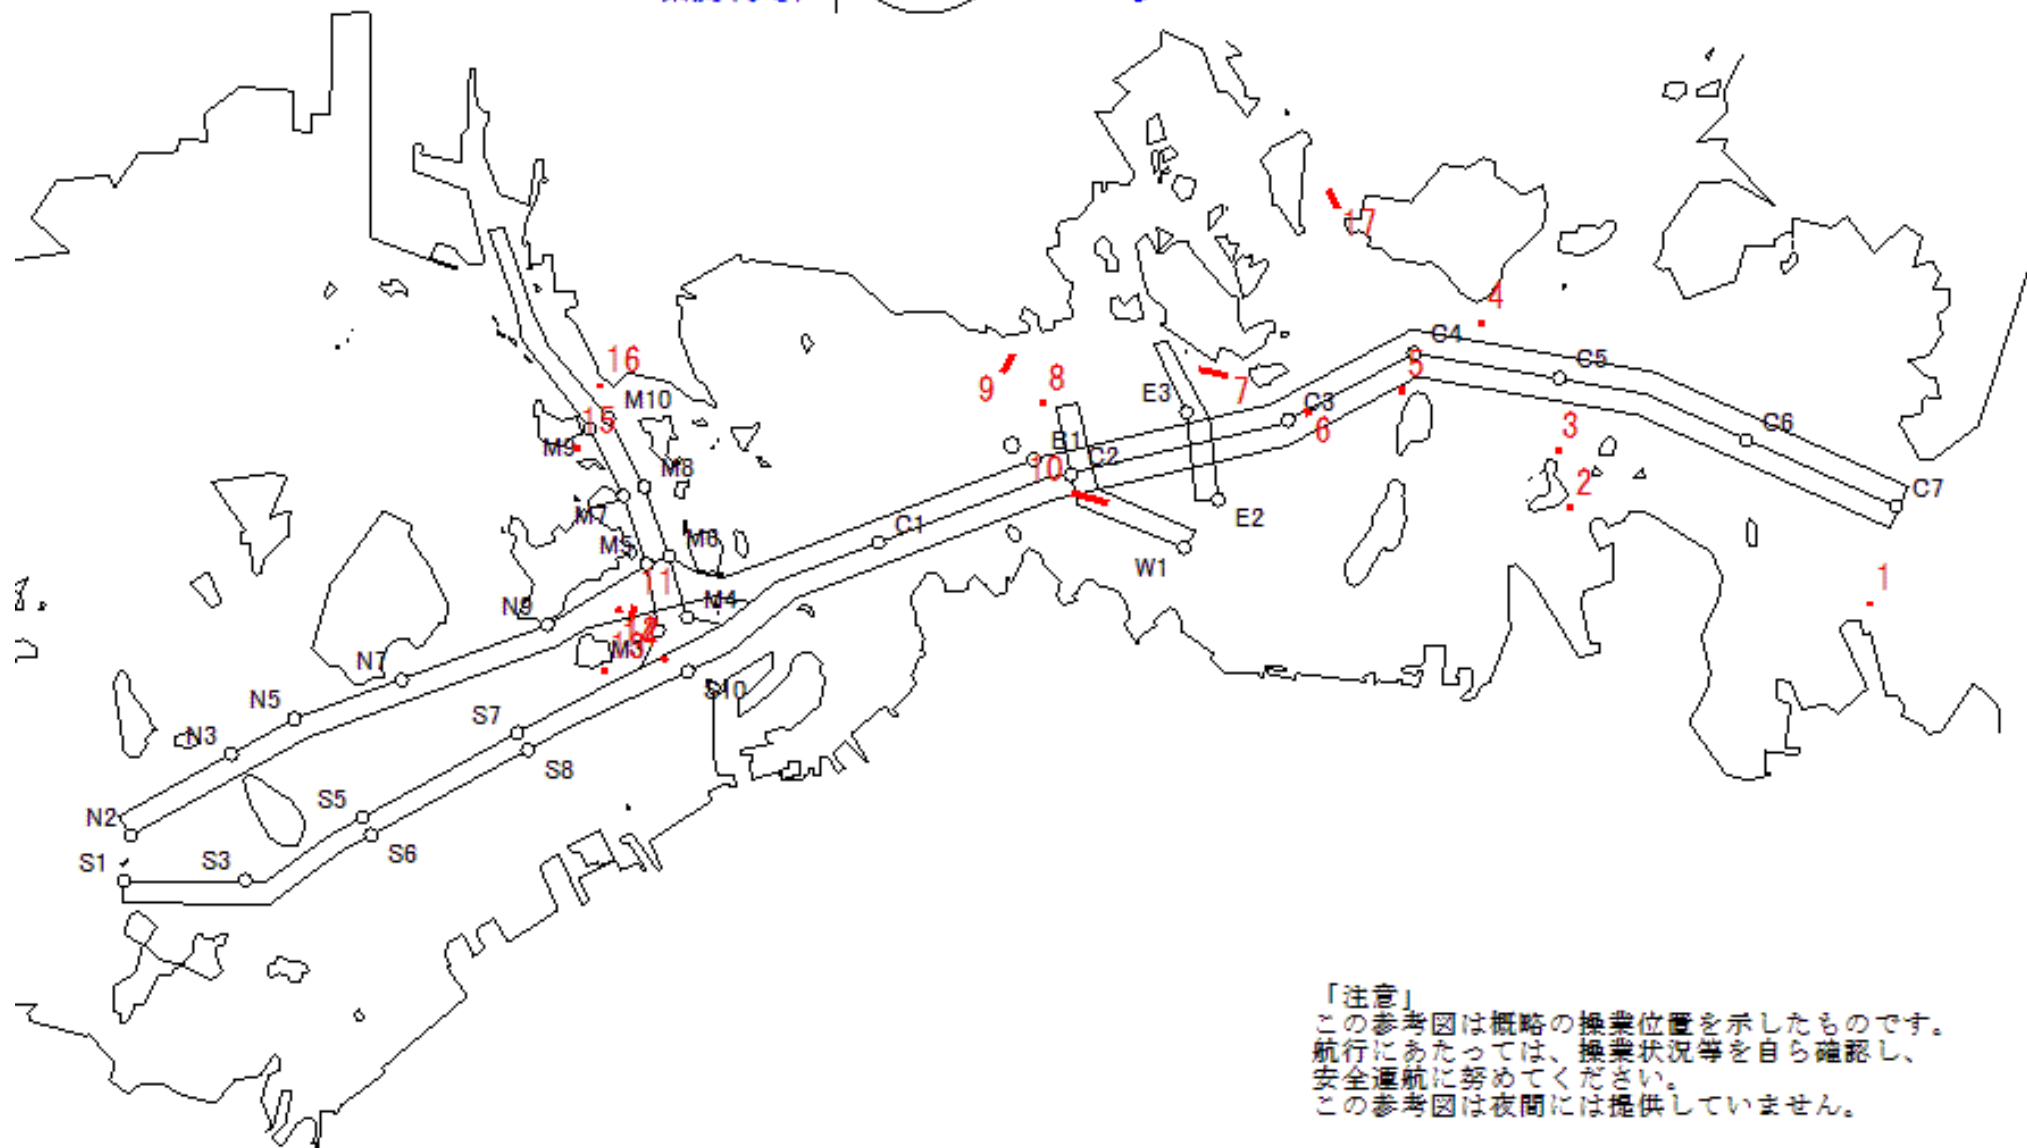 17
4
C4
5
C5
16
9
8
7
M10
E3
C3
6
C6
15
3
M9
B1
10
C2
M8
2
C7
M7
E2
M5
M6
C1
W1
11
1
N9
M4
M3
N7
S10
N5
S7
N3
S8
S5
N2
S6
S1
S3
「注意」
この参考図は概略の操業位置を示したものです。
航行にあたっては、操業状況等を自ら確認し、
安全運航に努めてください。
この参考図は夜間には提供していません。